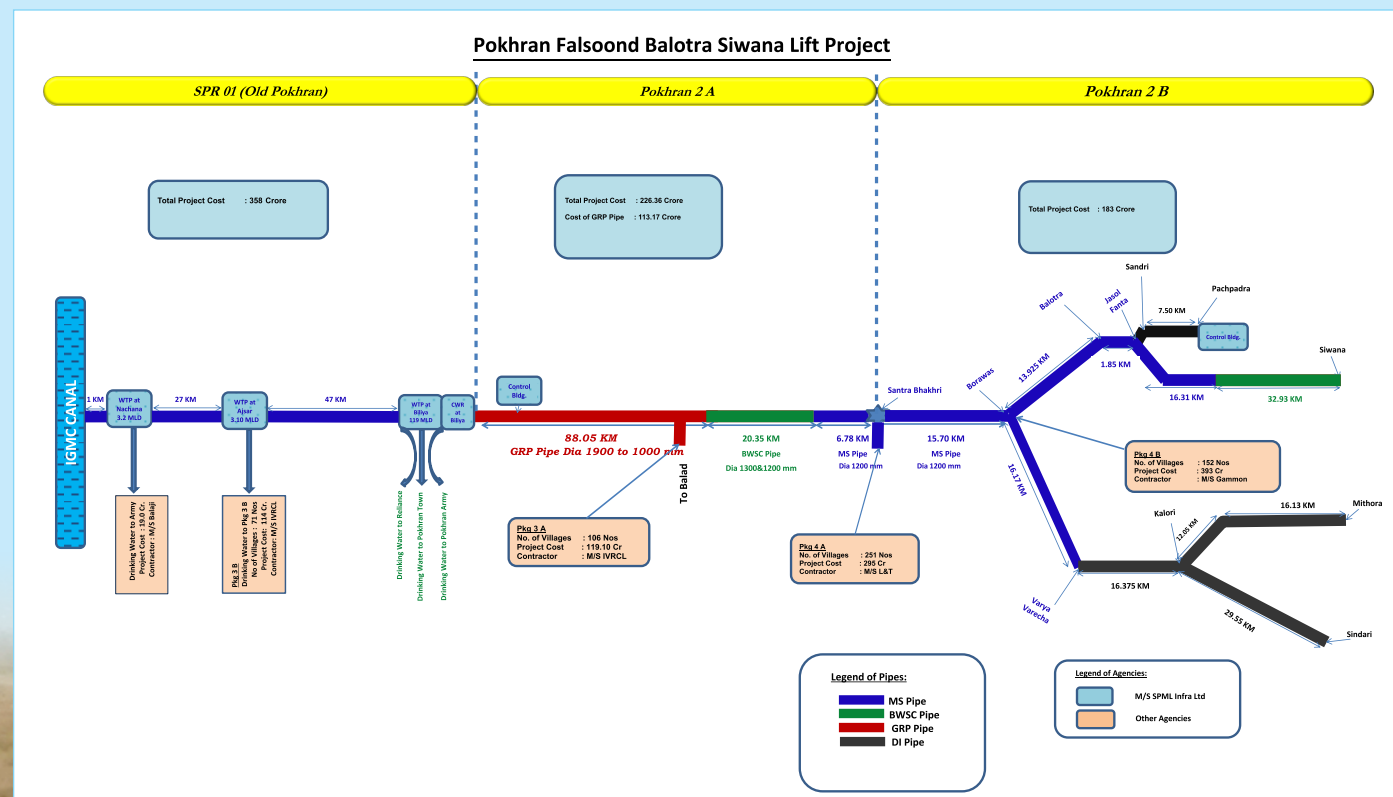 Pokhran Falsoond Balotra Siwana Lift Project
SPR 01 (Old Pokhran)
Pokhran 2 A
Pokhran 2 B
Total Project Cost : 358 Crore
Total Project Cost : 226.36 Crore
Cost of GRP Pipe : 113.17 Crore
Total Project Cost : 183 Crore
IGMC CANAL
1 KM
WTP at
Nachana
3.2 MLD
27 KM
WTP at
Ajsar
3.10 MLD
47 KM
WTP at
Biliya
119 MLD
CWR
at
Biliya
Control
Bldg.
Drinking Water to Army
Project Cost : 19.0 Cr.
Contractor : M/S Balaji
Pkg 3 B
Drinking Water to Pkg 3 B
No of Villages : 71 Nos
Project Cost: 114 Cr.
Contractor: M/S IVRCL
Drinking Water to Reliance
Drinking Water to Pokhran Town
Drinking Water to Pokhran Army
88.05 KM
GRP Pipe Dia 1900 to 1000 mm
To Balad
Pkg 3 A
No. of Villages : 106 Nos
Project Cost : 119.10 Cr
Contractor : M/S IVRCL
20.35 KM
BWSC Pipe
Dia 1300&1200 mm
6.78 KM
MS Pipe
Dia 1200 mm
Santra Bhakhri
15.70 KM
MS Pipe
Dia 1200 mm
Pkg 4 A
No. of Villages : 251 Nos
Project Cost : 295 Cr
Contractor : M/S L&T
Borawas
13.925 KM
Balotra
1.85 KM
Jasol
Fanta
Sandri
7.50 KM
Pachpadra
Control Bldg.
Siwana
16.31 KM
32.93 KM
Pkg 4 B
No. of Villages : 152 Nos
Project Cost : 393 Cr
Contractor : M/S Gammon
16.17 KM
Varya
Varecha
16.375 KM
Kalori
12.05 KM
16.13 KM
Mithora
29.55 KM
Sindari
Legend of Pipes:
MS Pipe
BWSC Pipe
GRP Pipe
DI Pipe
Legend of Agencies:
M/S SPML Infra Ltd
Other Agencies